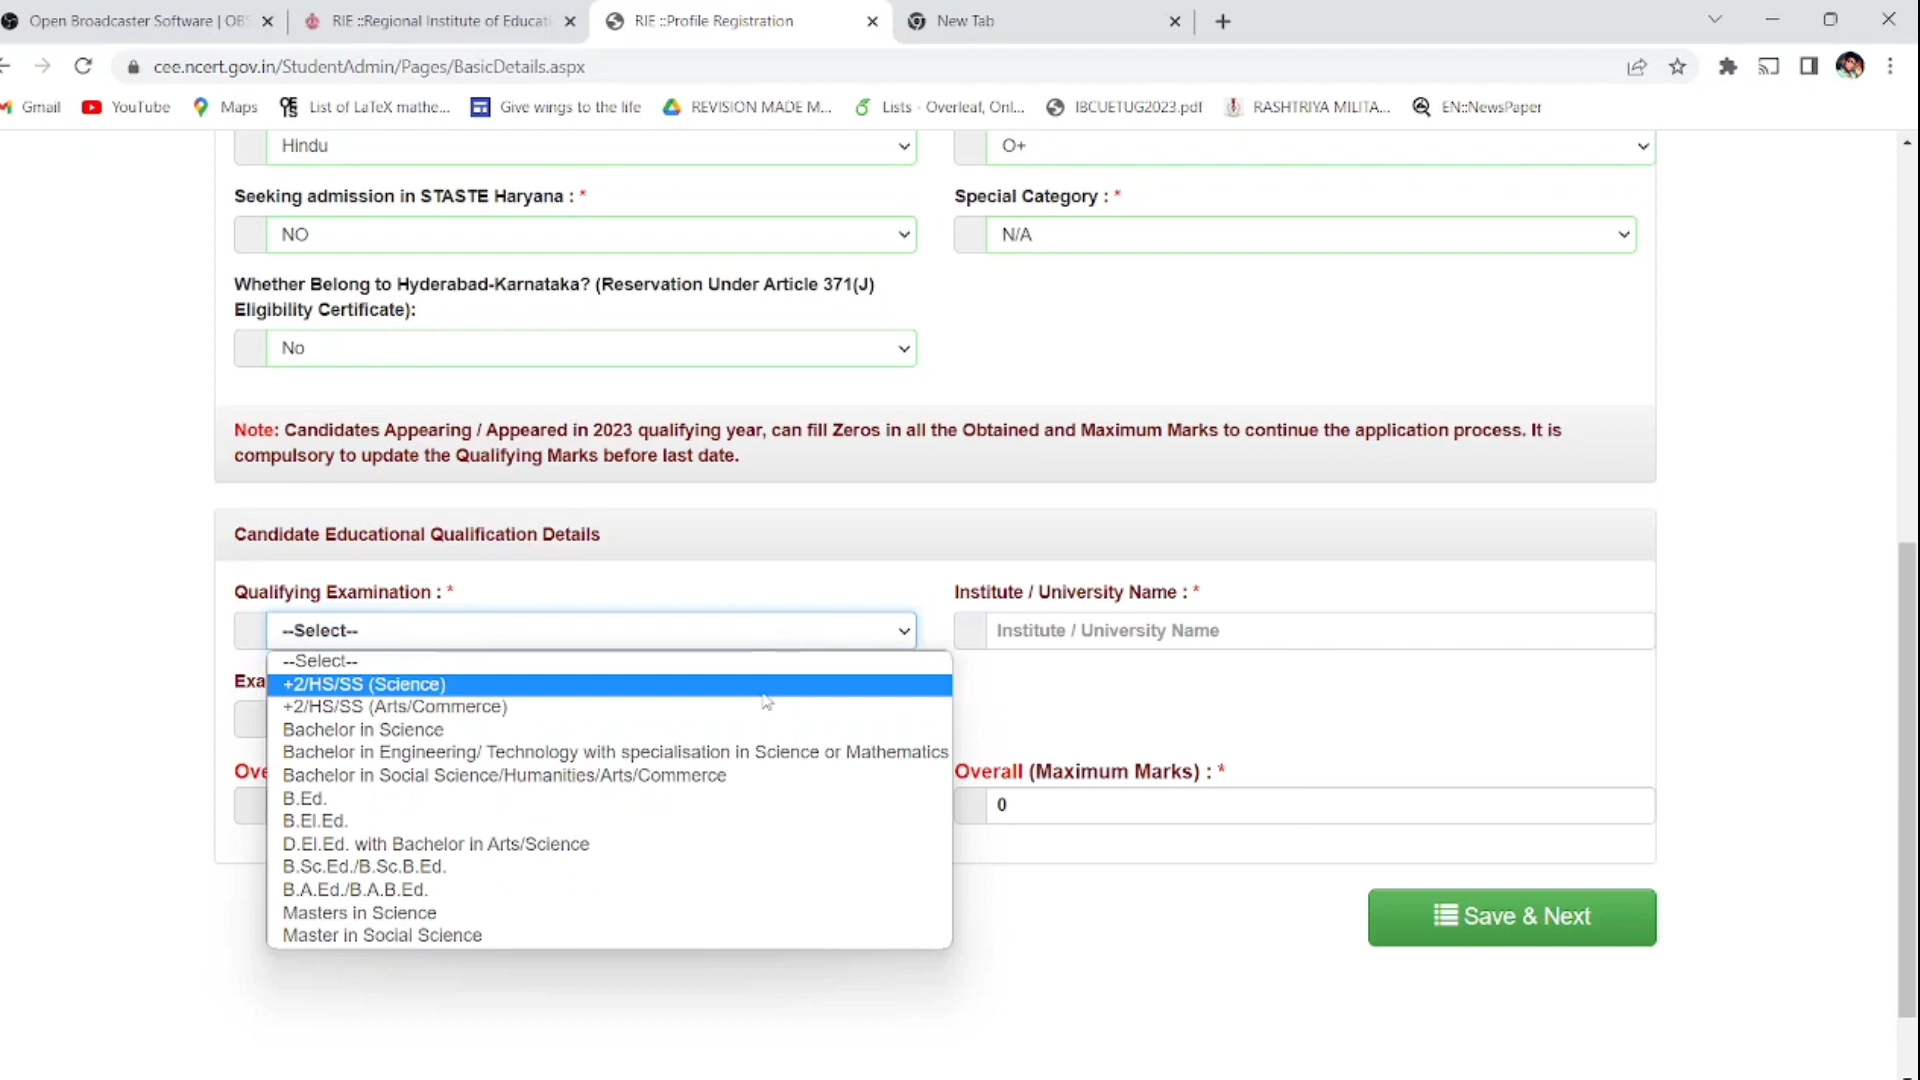 Open Broadcaster Software | OBS
RIE ::Regional Institute of Educati
RIE ::Profile Registration
New Tab
cee.ncert.gov.in/StudentAdmin/Pages/BasicDetails.aspx
Gmail
YouTube
Maps
List of LaTeX mathe...
Give wings to the life
REVISION MADE M...
Lists - Overleaf, Onl...
IBCUETUG2023.pdf
RASHTRIYA MILITA...
EN::NewsPaper
Hindu
O+
Seeking admission in STASTE Haryana : *
Special Category : *
NO
N/A
Whether Belong to Hyderabad-Karnataka? (Reservation Under Article 371(J)
Eligibility Certificate):
No
Note: Candidates Appearing / Appeared in 2023 qualifying year, can fill Zeros in all the Obtained and Maximum Marks to continue the application process. It is
compulsory to update the Qualifying Marks before last date.
Candidate Educational Qualification Details
Qualifying Examination : *
Institute / University Name : *
--Select--
Institute / University Name
--Select--
Exa
+2/HS/SS (Science)
+2/HS/SS (Arts/Commerce)
Bachelor in Science
Bachelor in Engineering/ Technology with specialisation in Science or Mathematics
Ove
Bachelor in Social Science/Humanities/Arts/Commerce
Overall (Maximum Marks) : *
B.Ed.
0
B.El.Ed.
D.El.Ed. with Bachelor in Arts/Science
B.Sc.Ed./B.Sc.B.Ed.
B.A.Ed./B.A.B.Ed.
Masters in Science
Save & Next
Master in Social Science